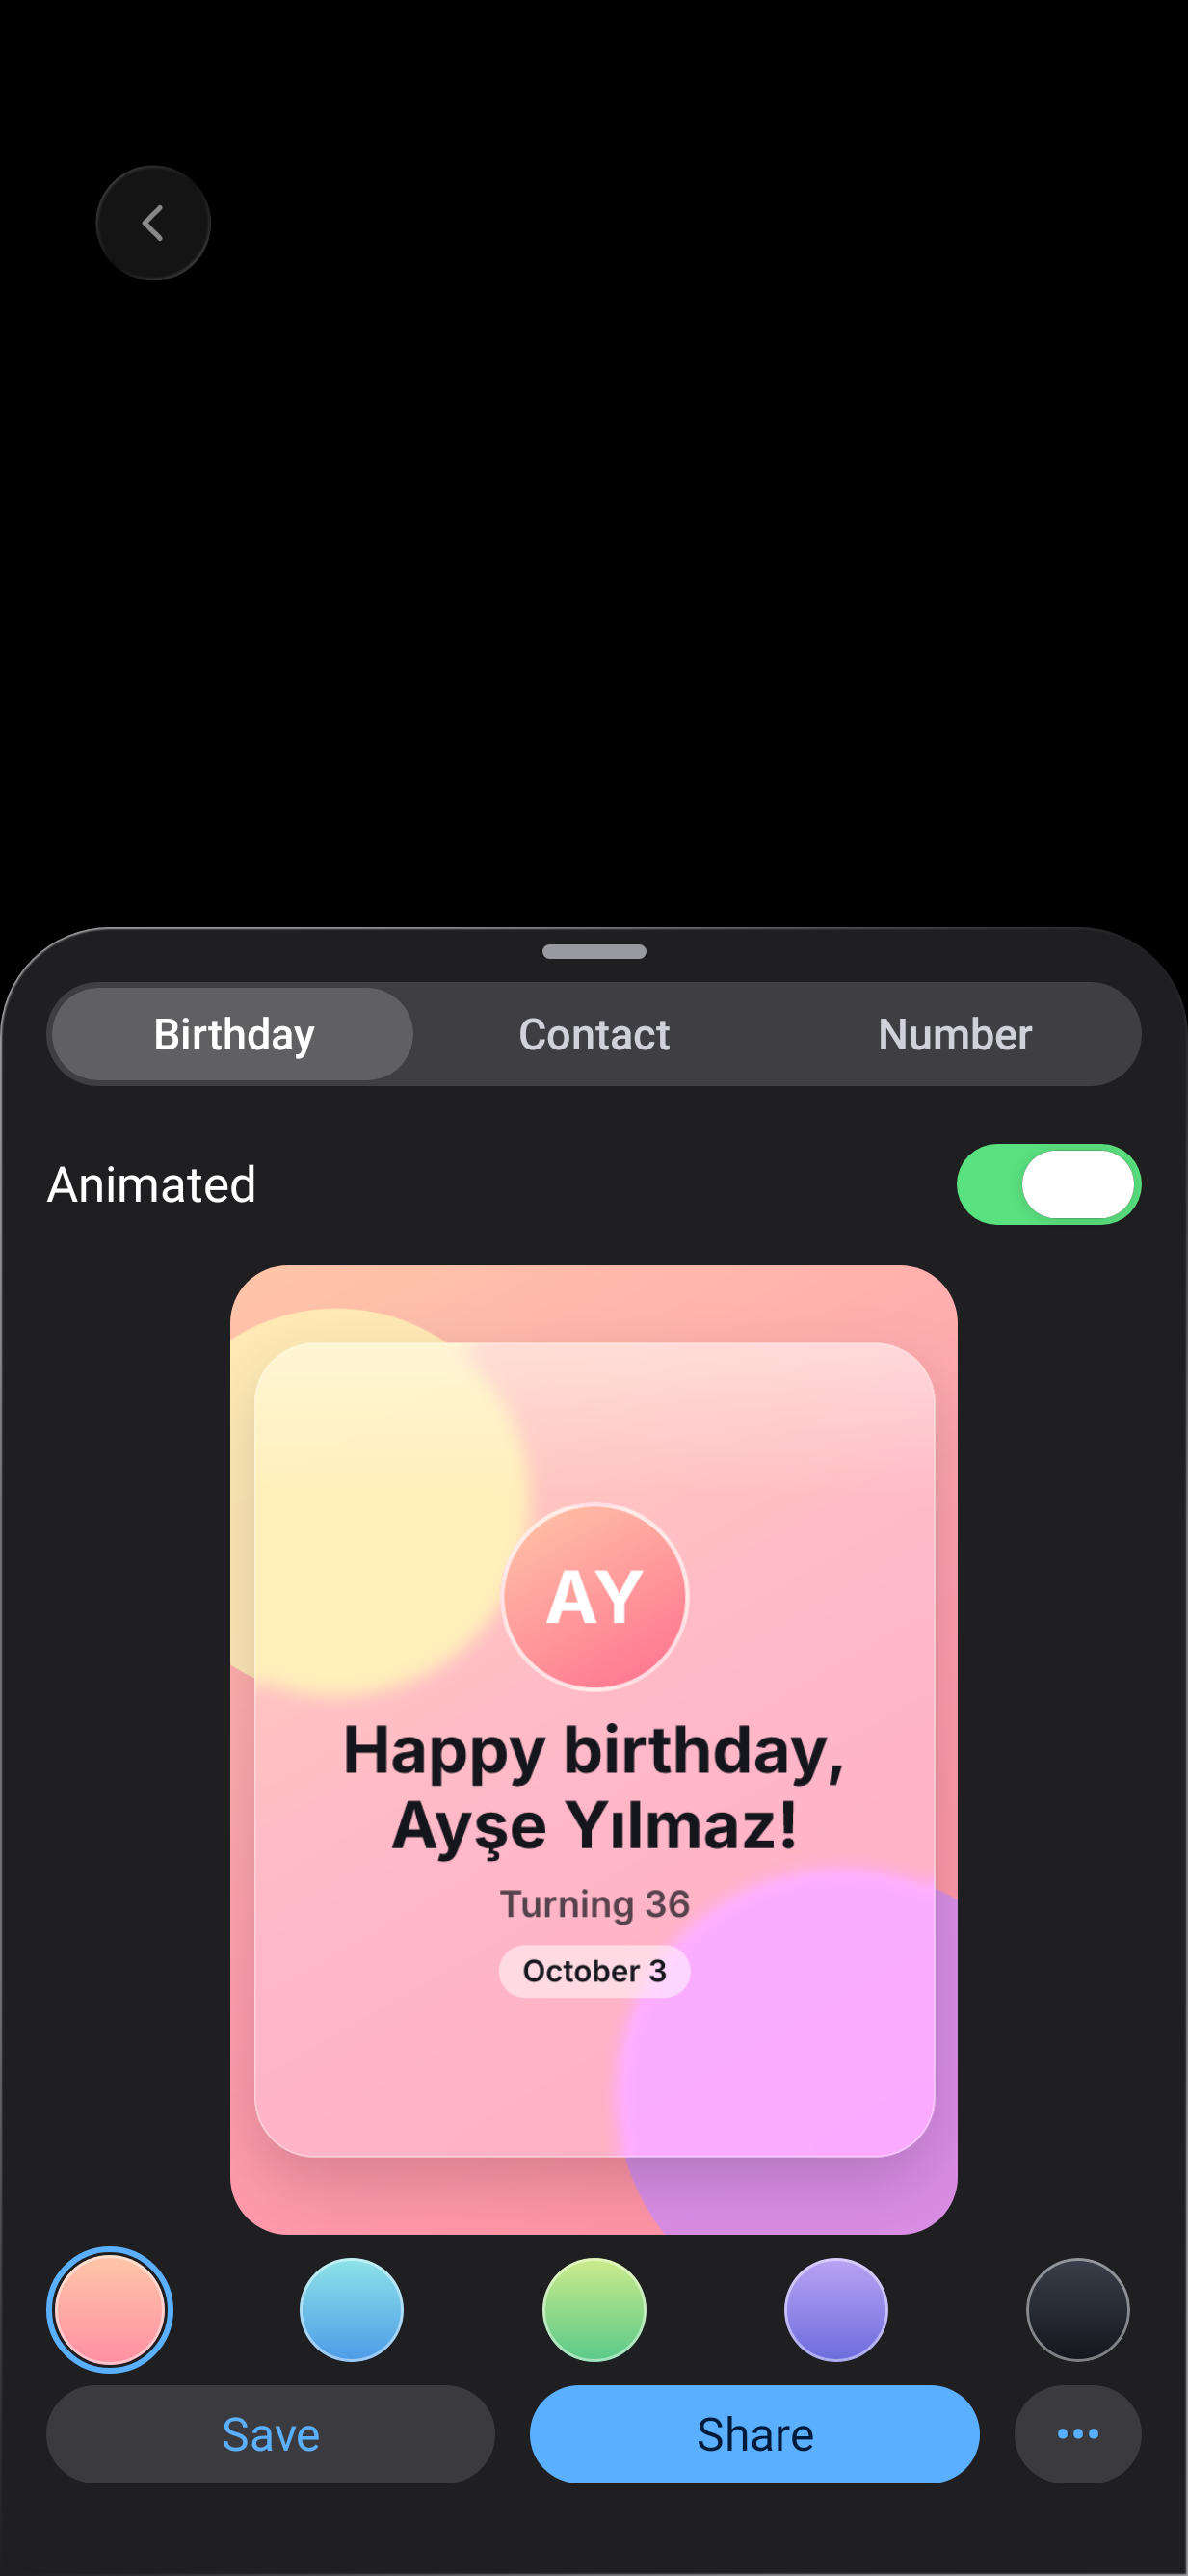 Birthday
Contact
Number
Animated
AY
Happy birthday,
Ayşe Yılmaz!
Turning 36
October 3
Save
Share